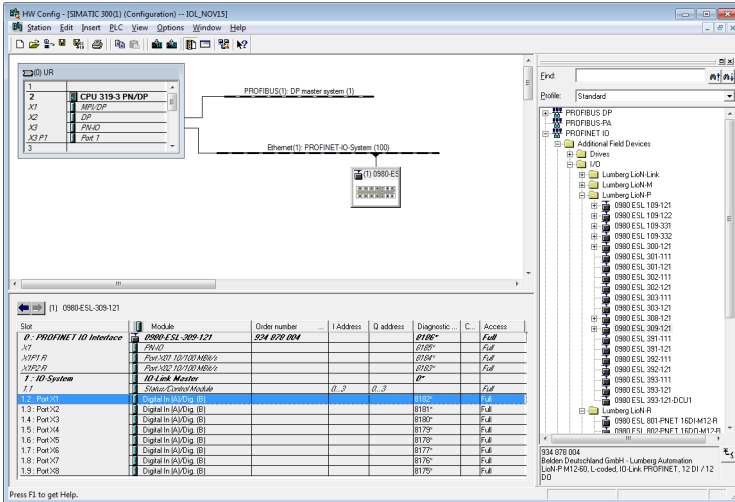 HW Config - [SIMATIC 300(1) (Configuration) -- IOL_NOV15]
Station Edit Insert PLC View Options Window Help
(0) UR
1
2 CPU 319-3 PN/DP
X1 MPI/DP
X2 DP
X3 PN-IO
X3 P1 Port 1
3
PROFIBUS(1): DP master system (1)
Ethernet(1): PROFINET-IO-System (100)
(1) 0980-ES
Find:
Profile: Standard
PROFIBUS DP
PROFIBUS-PA
PROFINET IO
Additional Field Devices
Drives
I/O
Lumberg LioN-Link
Lumberg LioN-M
Lumberg LioN-P
0980 ESL 109-121
0980 ESL 109-122
0980 ESL 109-331
0980 ESL 109-332
0980 ESL 300-121
0980 ESL 301-111
0980 ESL 301-121
0980 ESL 302-111
0980 ESL 302-121
0980 ESL 303-111
0980 ESL 303-121
0980 ESL 308-121
0980 ESL 309-121
0980 ESL 391-111
0980 ESL 391-121
0980 ESL 392-111
0980 ESL 392-121
0980 ESL 393-111
0980 ESL 393-121
0980 ESL 393-121-DCU1
Lumberg LioN-R
0980 ESL 801-PNET 16DI-M12-R
0980 ESL 802-PNET 16DO-M12-R
934 878 004
Belden Deutschland GmbH - Lumberg Automation
LioN-P M12-60, L-coded, IO-Link PROFINET, 12 DI / 12
DO
(1) 0980-ESL-309-121
Slot Module Order number ... I Address Q address Diagnostic ... C... Access
0 : PROFINET IO Interface 0980-ESL-309-121 934 878 004 8186* Full
X1 PN-IO 8185* Full
X1P1 R Port X01 10/100 MBit/s 8184* Full
X1P2 R Port X02 10/100 MBit/s 8183* Full
1 : IO-System IO-Link Master 0*
1.1 Status/Control Module 0...3 0...3 Full
1.2 : Port X1 Digital In (A)/Dig. (B) 8182* Full
1.3 : Port X2 Digital In (A)/Dig. (B) 8181* Full
1.4 : Port X3 Digital In (A)/Dig. (B) 8180* Full
1.5 : Port X4 Digital In (A)/Dig. (B) 8179* Full
1.6 : Port X5 Digital In (A)/Dig. (B) 8178* Full
1.7 : Port X6 Digital In (A)/Dig. (B) 8177* Full
1.8 : Port X7 Digital In (A)/Dig. (B) 8176* Full
1.9 : Port X8 Digital In (A)/Dig. (B) 8175* Full
Press F1 to get Help.